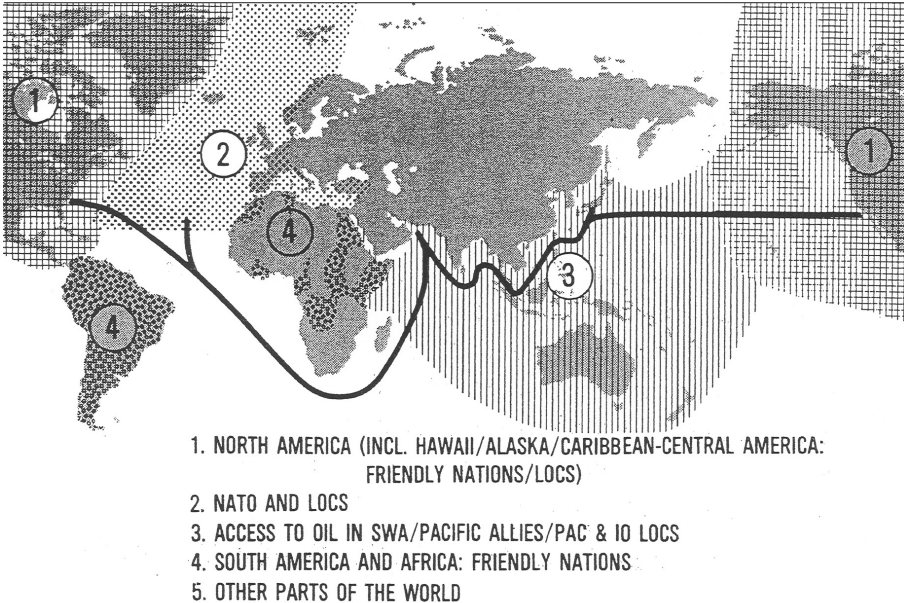 1
2
4
1
3
4
1. NORTH AMERICA (INCL. HAWAII/ALASKA/CARIBBEAN-CENTRAL AMERICA:
FRIENDLY NATIONS/LOCS)
2. NATO AND LOCS
3. ACCESS TO OIL IN SWA/PACIFIC ALLIES/PAC & IO LOCS
4. SOUTH AMERICA AND AFRICA: FRIENDLY NATIONS
5. OTHER PARTS OF THE WORLD